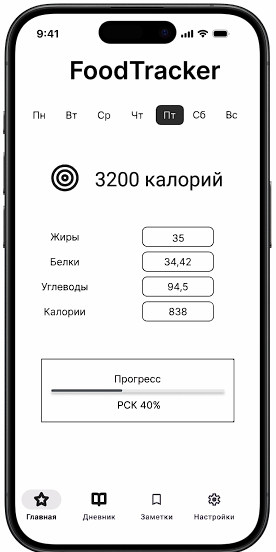 9:41
FoodTracker
Пн Вт Ср Чт Пт Сб Вс
3200 калорий
Жиры 35
Белки 34,42
Углеводы 94,5
Калории 838
Прогресс
РСК 40%
Главная Дневник Заметки Настройки